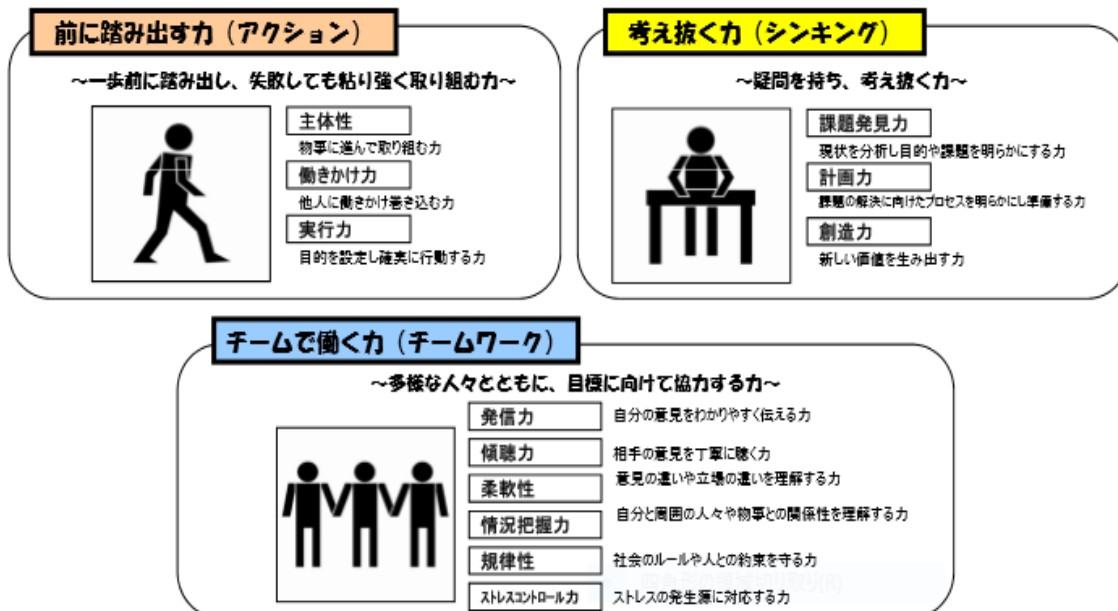 前に踏み出す力（アクション）
～一歩前に踏み出し、失敗しても粘り強く取り組む力～
主体性
物事に進んで取り組む力
働きかけ力
他人に働きかけ巻き込む力
実行力
目的を設定し確実に行動する力
考え抜く力（シンキング）
～疑問を持ち、考え抜く力～
課題発見力
現状を分析し目的や課題を明らかにする力
計画力
課題の解決に向けたプロセスを明らかにし準備する力
創造力
新しい価値を生み出す力
チームで働く力（チームワーク）
～多様な人々とともに、目標に向けて協力する力～
発信力
自分の意見をわかりやすく伝える力
傾聴力
相手の意見を丁寧に聴く力
柔軟性
意見の違いや立場の違いを理解する力
情況把握力
自分と周囲の人々や物事との関係性を理解する力
規律性
社会のルールや人との約束を守る力
ストレスコントロール力
ストレスの発生源に対応する力